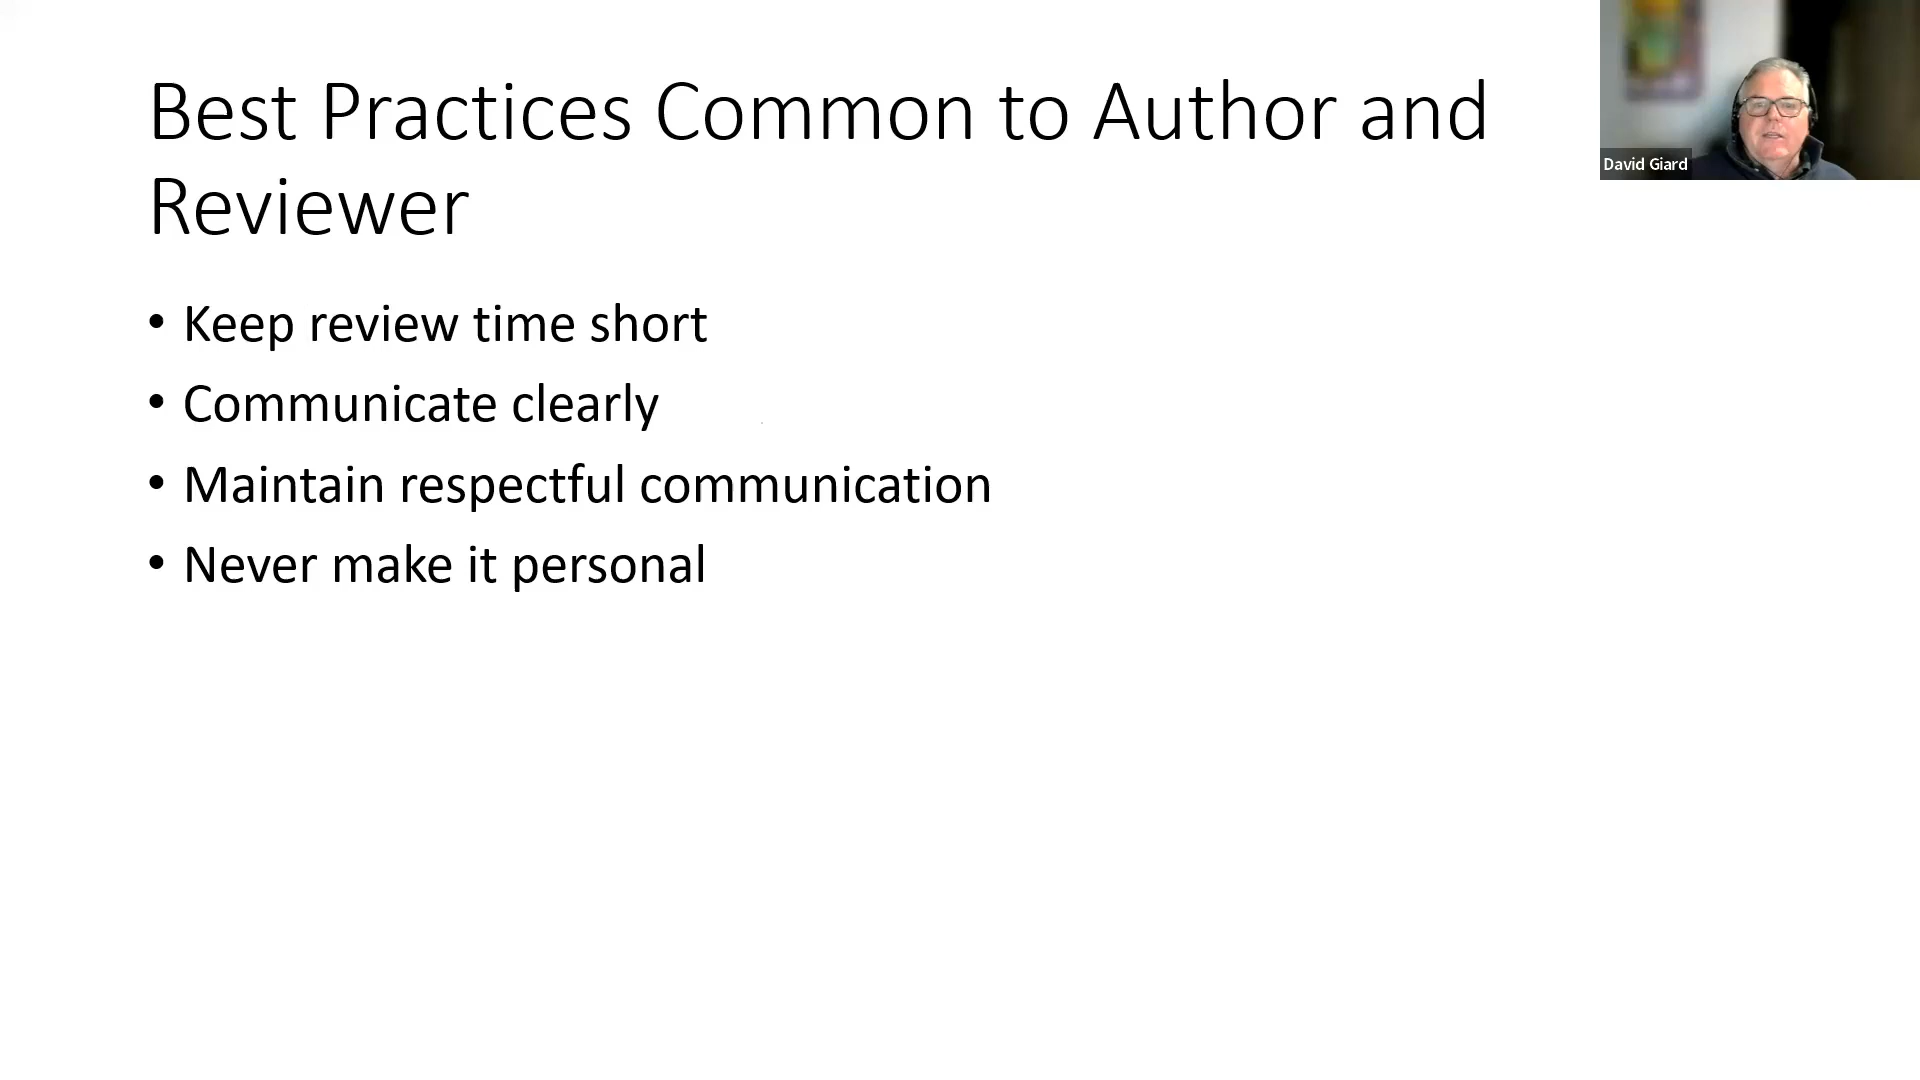 Best Practices Common to Author and
Reviewer
• Keep review time short
• Communicate clearly
• Maintain respectful communication
• Never make it personal
David Giard